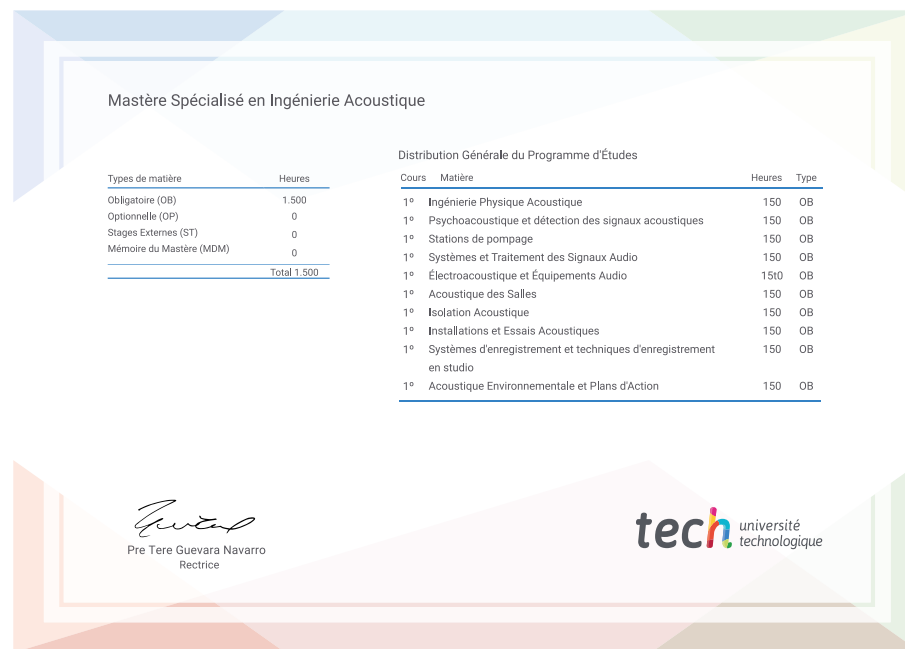 Mastère Spécialisé en Ingénierie Acoustique
Types de matière Heures
Obligatoire (OB) 1.500
Optionnelle (OP) 0
Stages Externes (ST) 0
Mémoire du Mastère (MDM) 0
Total 1.500
Distribution Générale du Programme d'Études
Cours Matière Heures Type
1º Ingénierie Physique Acoustique 150 OB
1º Psychoacoustique et détection des signaux acoustiques 150 OB
1º Stations de pompage 150 OB
1º Systèmes et Traitement des Signaux Audio 150 OB
1º Électroacoustique et Équipements Audio 15t0 OB
1º Acoustique des Salles 150 OB
1º Isolation Acoustique 150 OB
1º Installations et Essais Acoustiques 150 OB
1º Systèmes d'enregistrement et techniques d'enregistrement 150 OB
en studio
1º Acoustique Environnementale et Plans d'Action 150 OB
Pre Tere Guevara Navarro
Rectrice
tech université
technologique